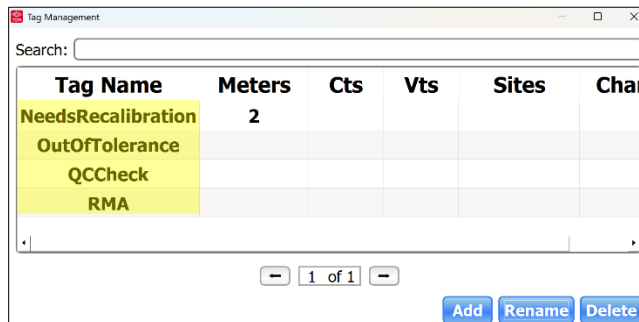 Tag Management
Search:
Tag Name Meters Cts Vts Sites Char
NeedsRecalibration 2
OutOfTolerance
QCCheck
RMA
1 of 1
Add Rename Delete